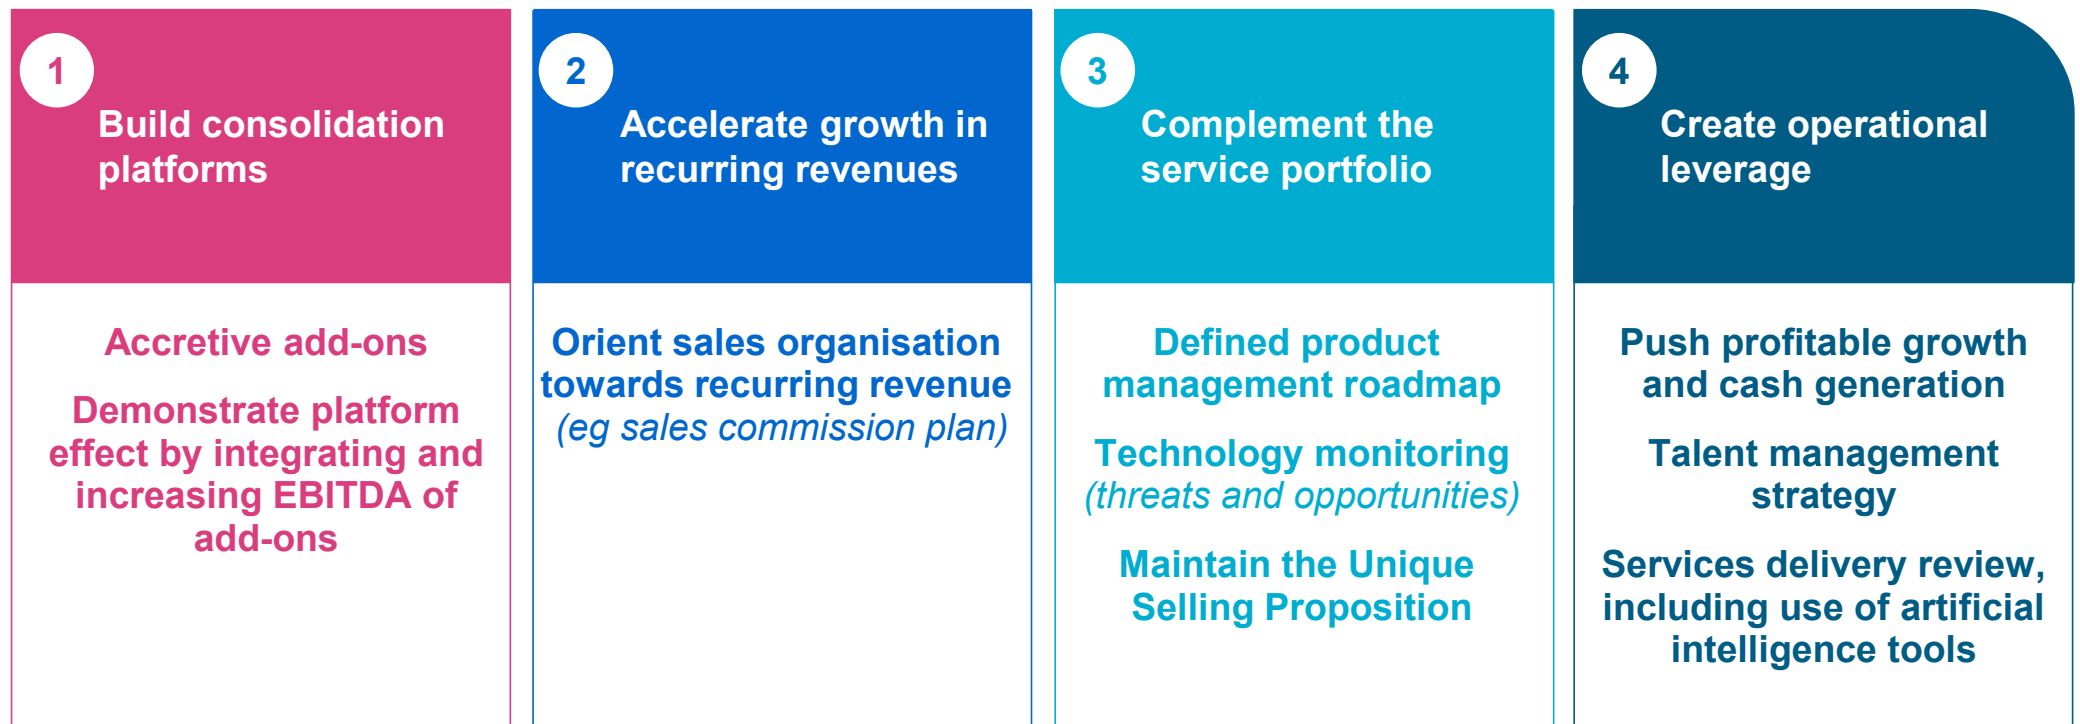 1
Build consolidation
platforms
Accretive add-ons
Demonstrate platform
effect by integrating and
increasing EBITDA of
add-ons
2
Accelerate growth in
recurring revenues
Orient sales organisation
towards recurring revenue
(eg sales commission plan)
3
Complement the
service portfolio
Defined product
management roadmap
Technology monitoring
(threats and opportunities)
Maintain the Unique
Selling Proposition
4
Create operational
leverage
Push profitable growth
and cash generation
Talent management
strategy
Services delivery review,
including use of artificial
intelligence tools